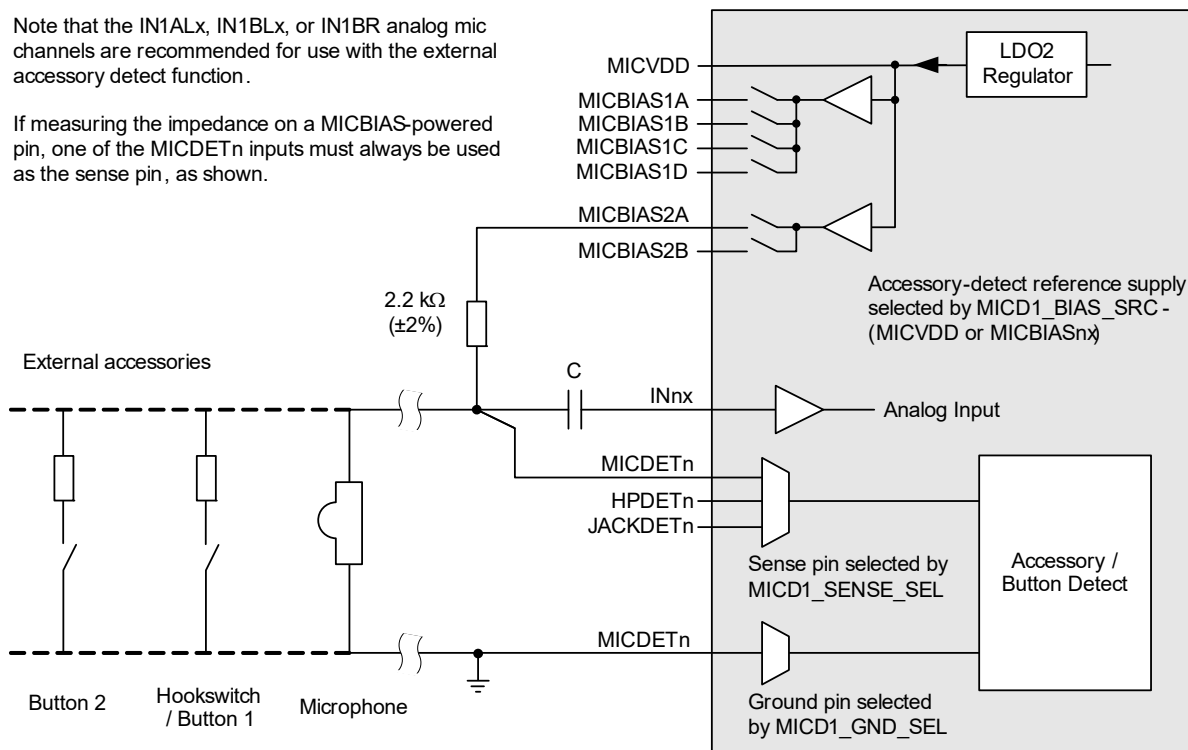 Note that the IN1ALx, IN1BLx, or IN1BR analog mic
channels are recommended for use with the external
accessory detect function.
If measuring the impedance on a MICBIAS-powered
pin, one of the MICDETn inputs must always be used
as the sense pin, as shown.
LDO2
Regulator
MICVDD
MICBIAS1A
MICBIAS1B
MICBIAS1C
MICBIAS1D
MICBIAS2A
MICBIAS2B
Accessory-detect reference supply
selected by MICD1_BIAS_SRC -
(MICVDD or MICBIASnx)
2.2 kΩ
(±2%)
External accessories
C
INnx
Analog Input
MICDETn
HPDETn
JACKDETn
Sense pin selected by
MICD1_SENSE_SEL
Accessory /
Button Detect
MICDETn
Ground pin selected
by MICD1_GND_SEL
Button 2
Hookswitch
/ Button 1
Microphone